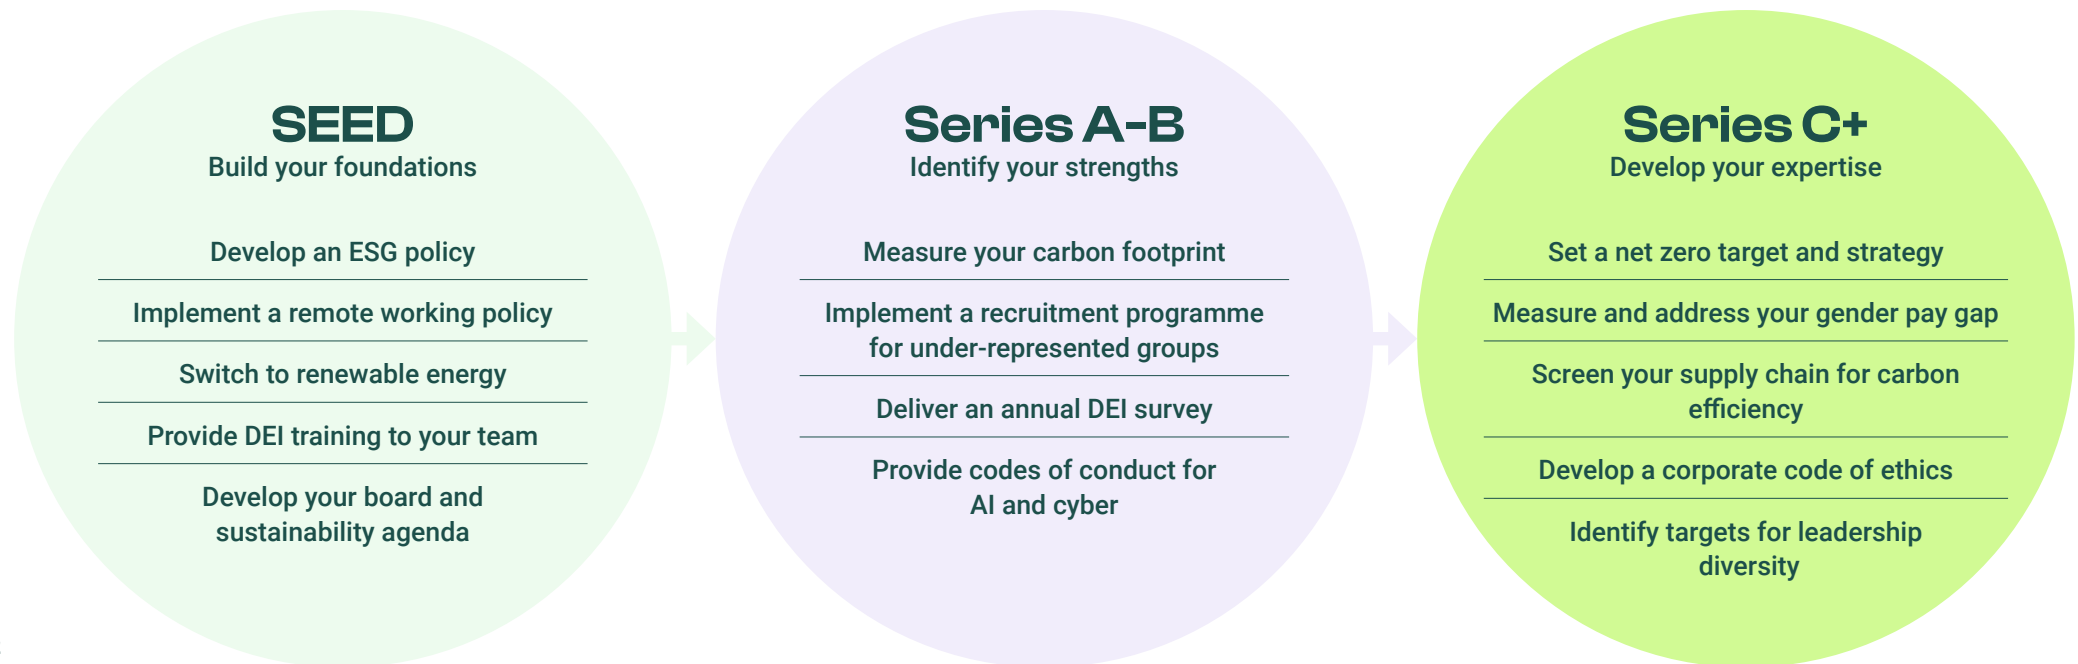 SEED
Build your foundations
Develop an ESG policy
Implement a remote working policy
Switch to renewable energy
Provide DEI training to your team
Develop your board and
sustainability agenda
Series A-B
Identify your strengths
Measure your carbon footprint
Implement a recruitment programme
for under-represented groups
Deliver an annual DEI survey
Provide codes of conduct for
AI and cyber
Series C+
Develop your expertise
Set a net zero target and strategy
Measure and address your gender pay gap
Screen your supply chain for carbon
efficiency
Develop a corporate code of ethics
Identify targets for leadership
diversity